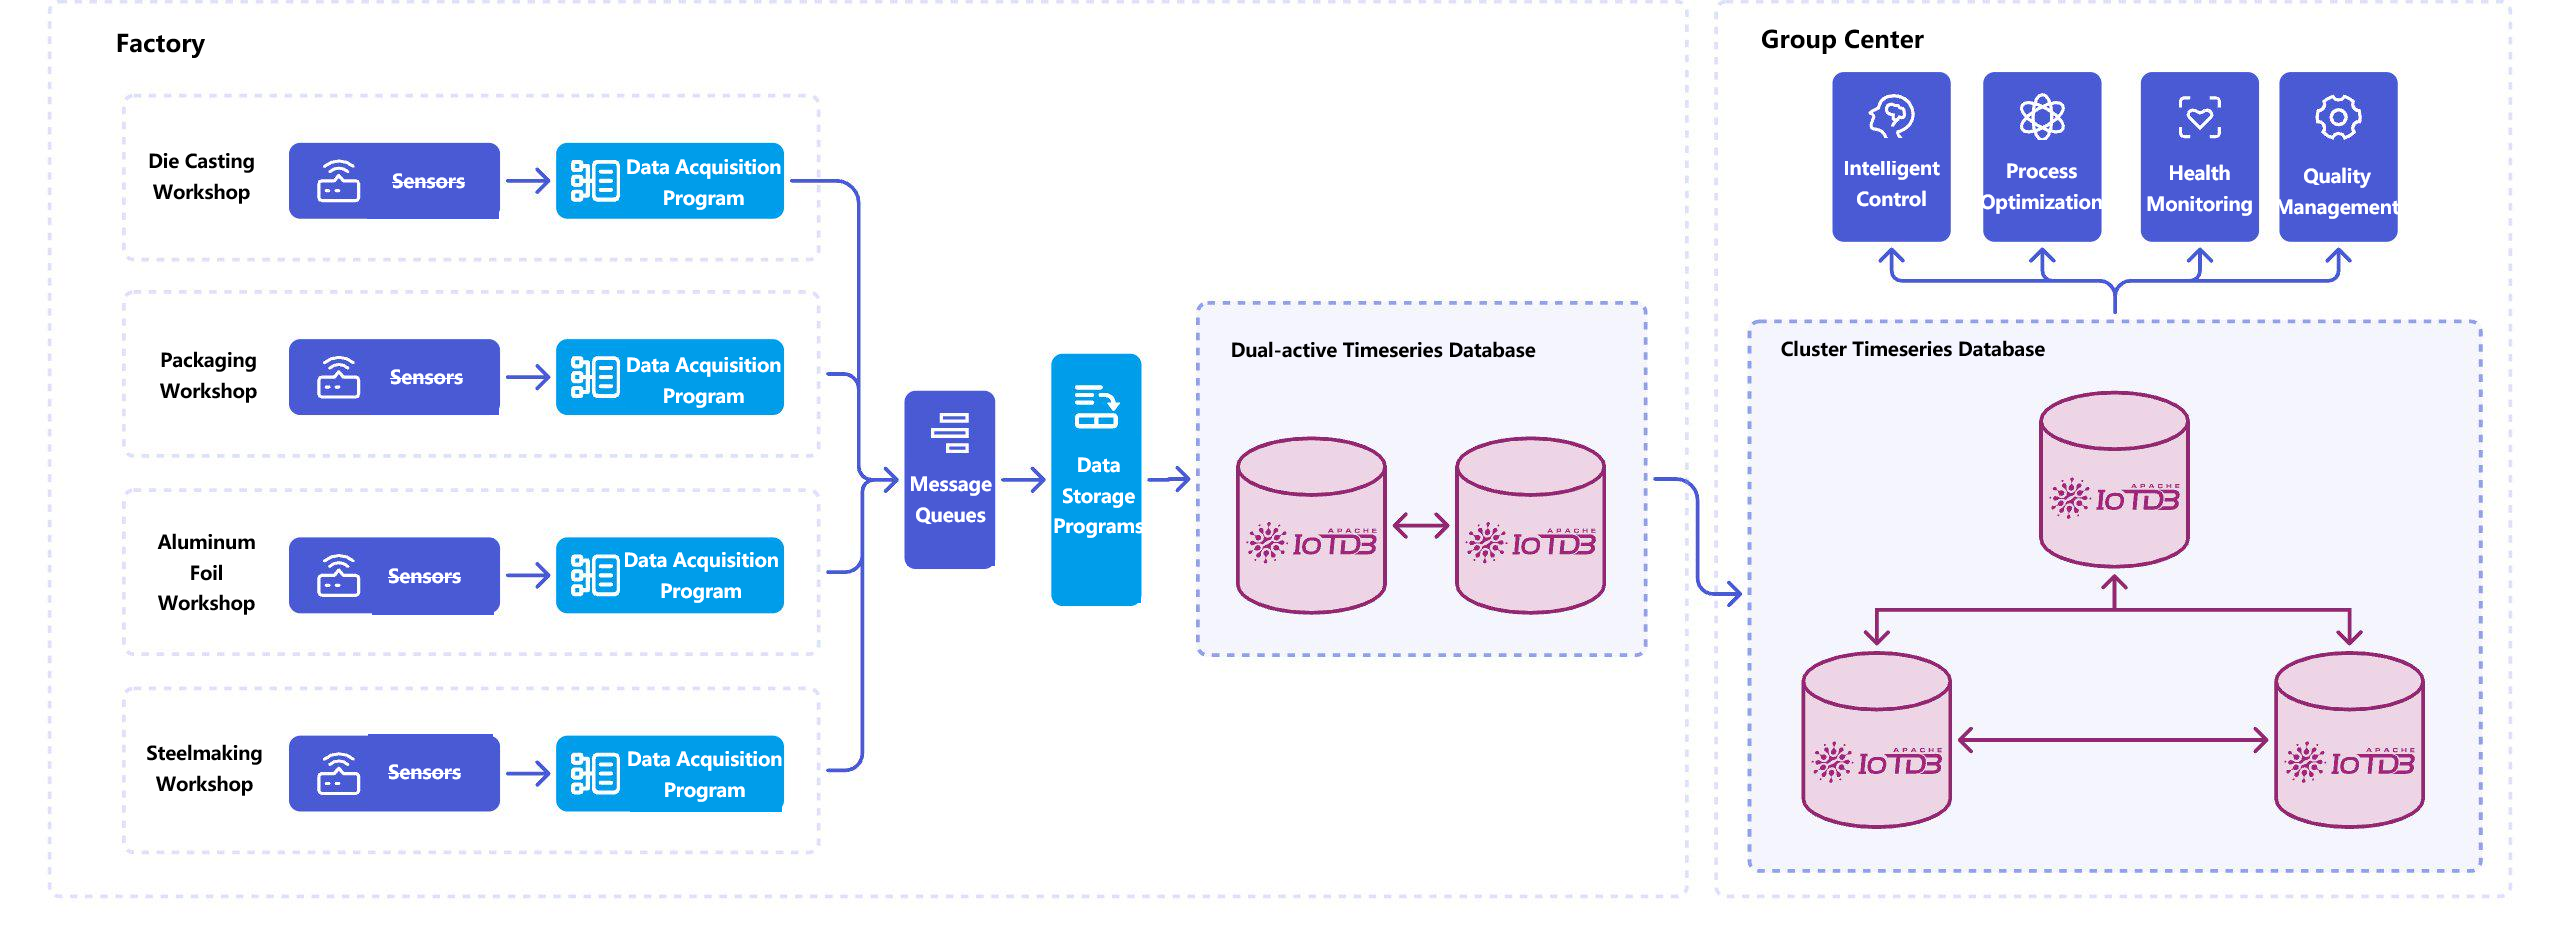 Factory
Die Casting
Workshop
Sensors
Data Acquisition
Program
Packaging
Workshop
Sensors
Data Acquisition
Program
Aluminum
Foil
Workshop
Sensors
Data Acquisition
Program
Steelmaking
Workshop
Sensors
Data Acquisition
Program
Message
Queues
Data
Storage
Programs
Dual-active Timeseries Database
APACHE
IoTDB
APACHE
IoTDB
Group Center
Intelligent
Control
Process
Optimization
Health
Monitoring
Quality
Management
Cluster Timeseries Database
APACHE
IoTDB
APACHE
IoTDB
APACHE
IoTDB